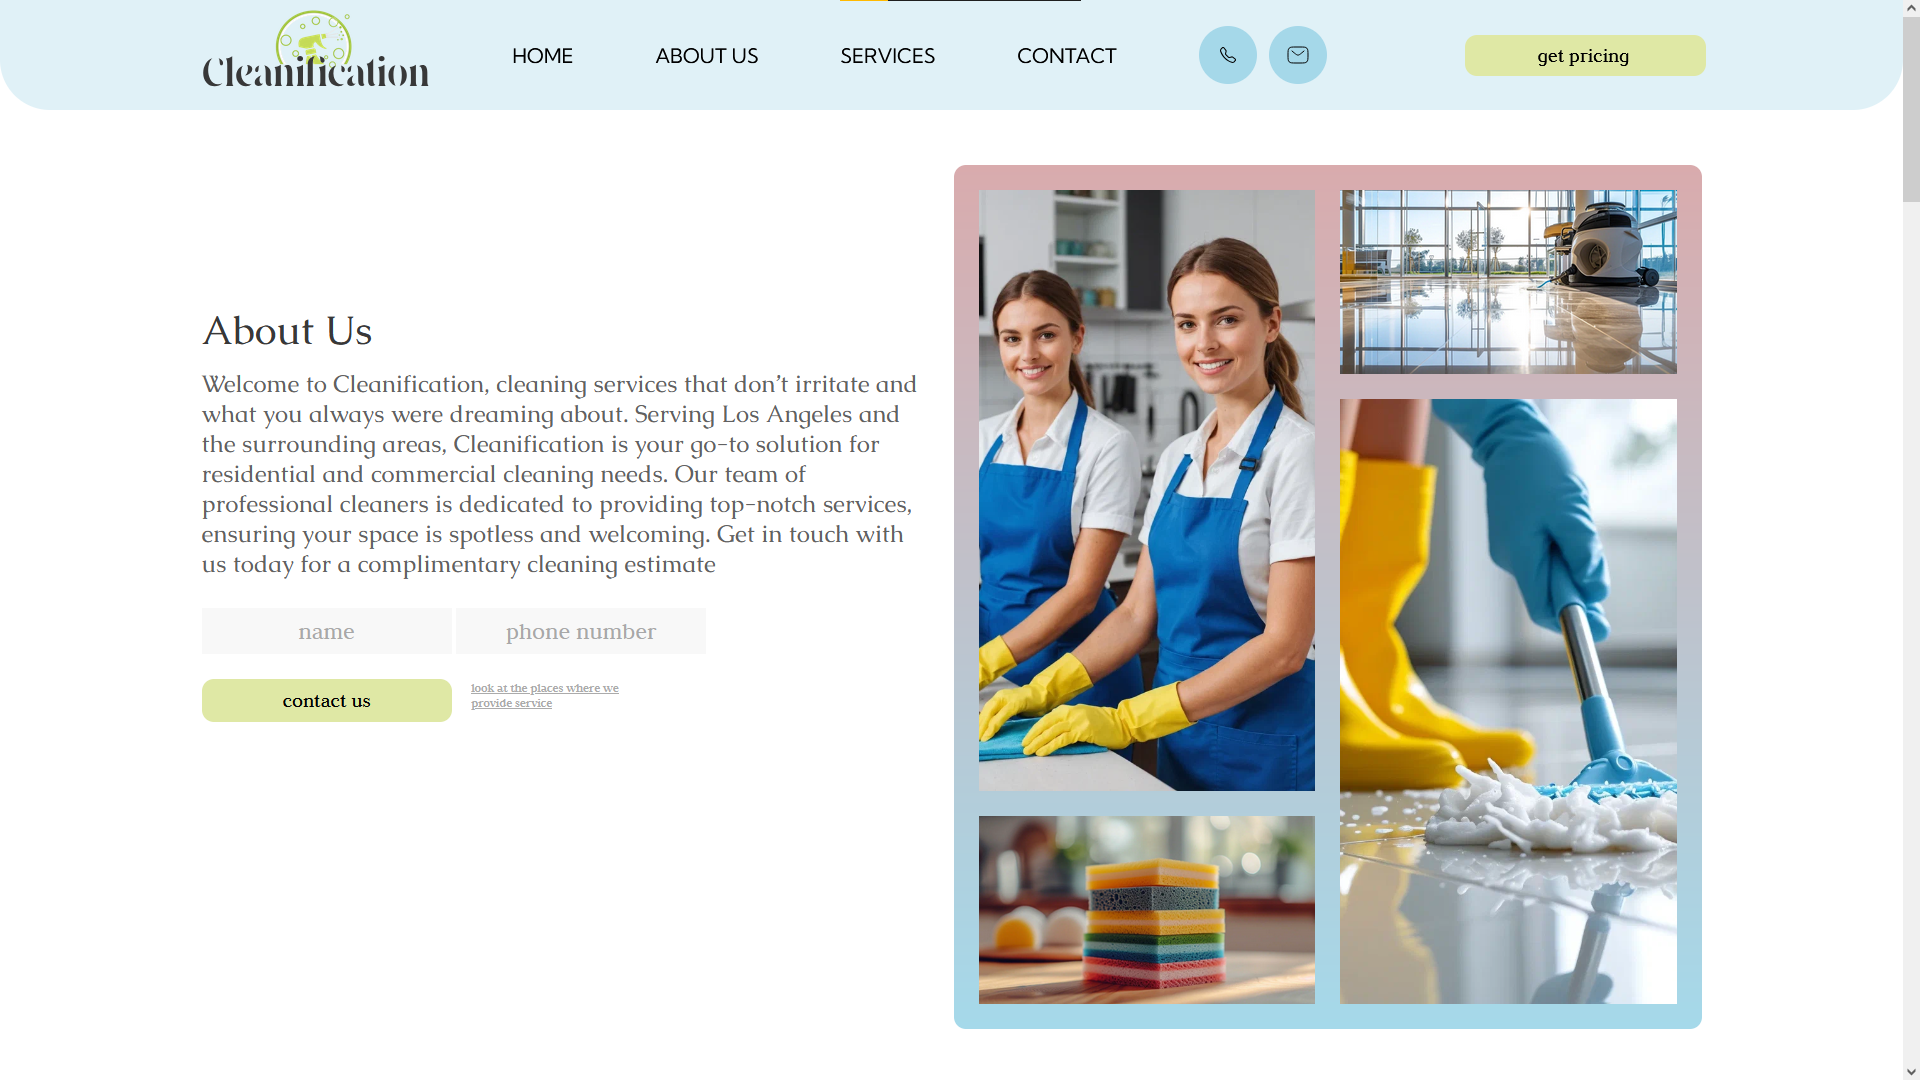 Cleanification
HOME
ABOUT US
SERVICES
CONTACT
get pricing
About Us
Welcome to Cleanification, cleaning services that don’t irritate and
what you always were dreaming about. Serving Los Angeles and
the surrounding areas, Cleanification is your go-to solution for
residential and commercial cleaning needs. Our team of
professional cleaners is dedicated to providing top-notch services,
ensuring your space is spotless and welcoming. Get in touch with
us today for a complimentary cleaning estimate
name
phone number
contact us
look at the places where we
provide service